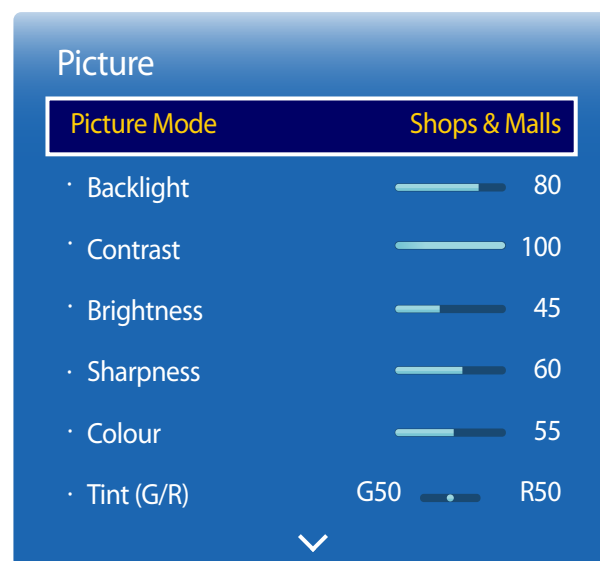 Picture
Picture Mode Shops & Malls
· Backlight 80
· Contrast 100
· Brightness 45
· Sharpness 60
· Colour 55
· Tint (G/R) G50 R50